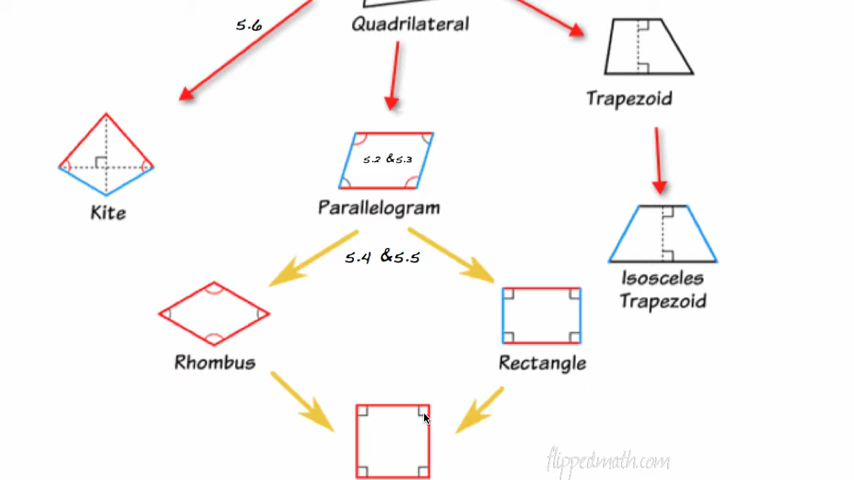 Quadrilateral
5.6
Trapezoid
5.2 &5.3
Kite
Parallelogram
5.4 &5.5
Isosceles
Trapezoid
Rhombus
Rectangle
flippedmath.com